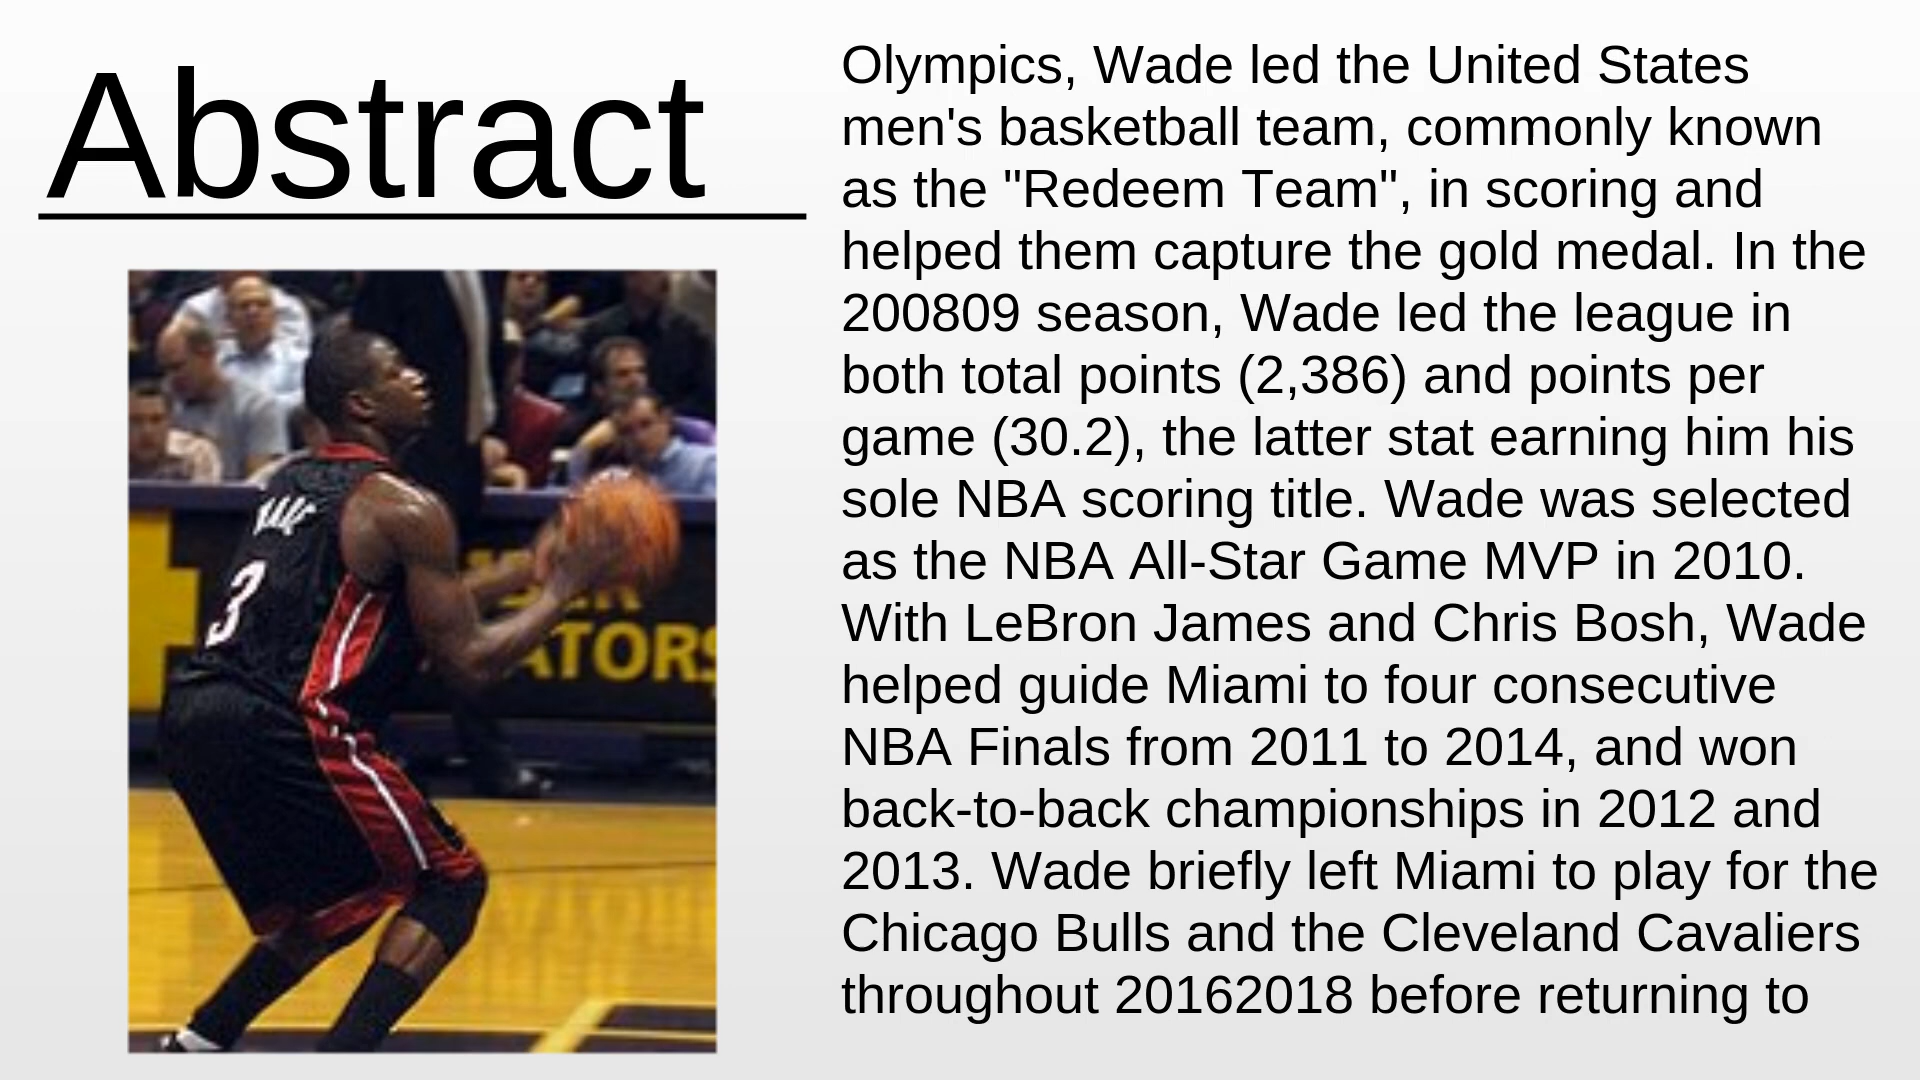 Abstract
Olympics, Wade led the United States
men's basketball team, commonly known
as the "Redeem Team", in scoring and
helped them capture the gold medal. In the
200809 season, Wade led the league in
both total points (2,386) and points per
game (30.2), the latter stat earning him his
sole NBA scoring title. Wade was selected
as the NBA All-Star Game MVP in 2010.
With LeBron James and Chris Bosh, Wade
helped guide Miami to four consecutive
NBA Finals from 2011 to 2014, and won
back-to-back championships in 2012 and
2013. Wade briefly left Miami to play for the
Chicago Bulls and the Cleveland Cavaliers
throughout 20162018 before returning to
3
ATORS